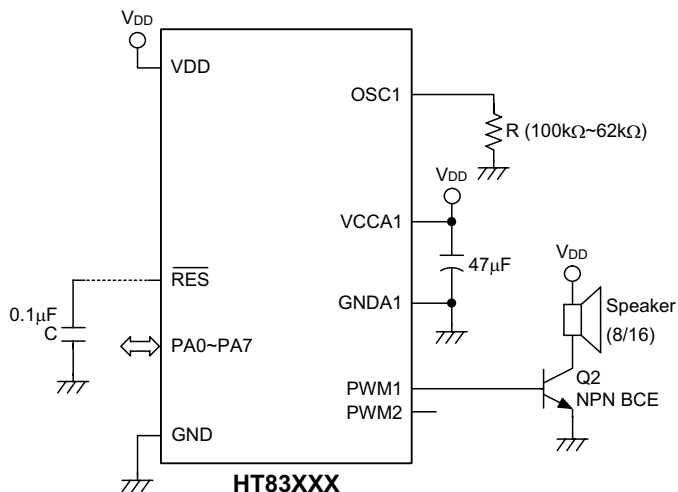 VDD
VDD
OSC1
R (100kΩ~62kΩ)
VDD
VCCA1
47μF
GNDA1
VDD
Speaker
(8/16)
RES
0.1μF
C
PA0~PA7
PWM1
PWM2
Q2
NPN BCE
GND
HT83XXX